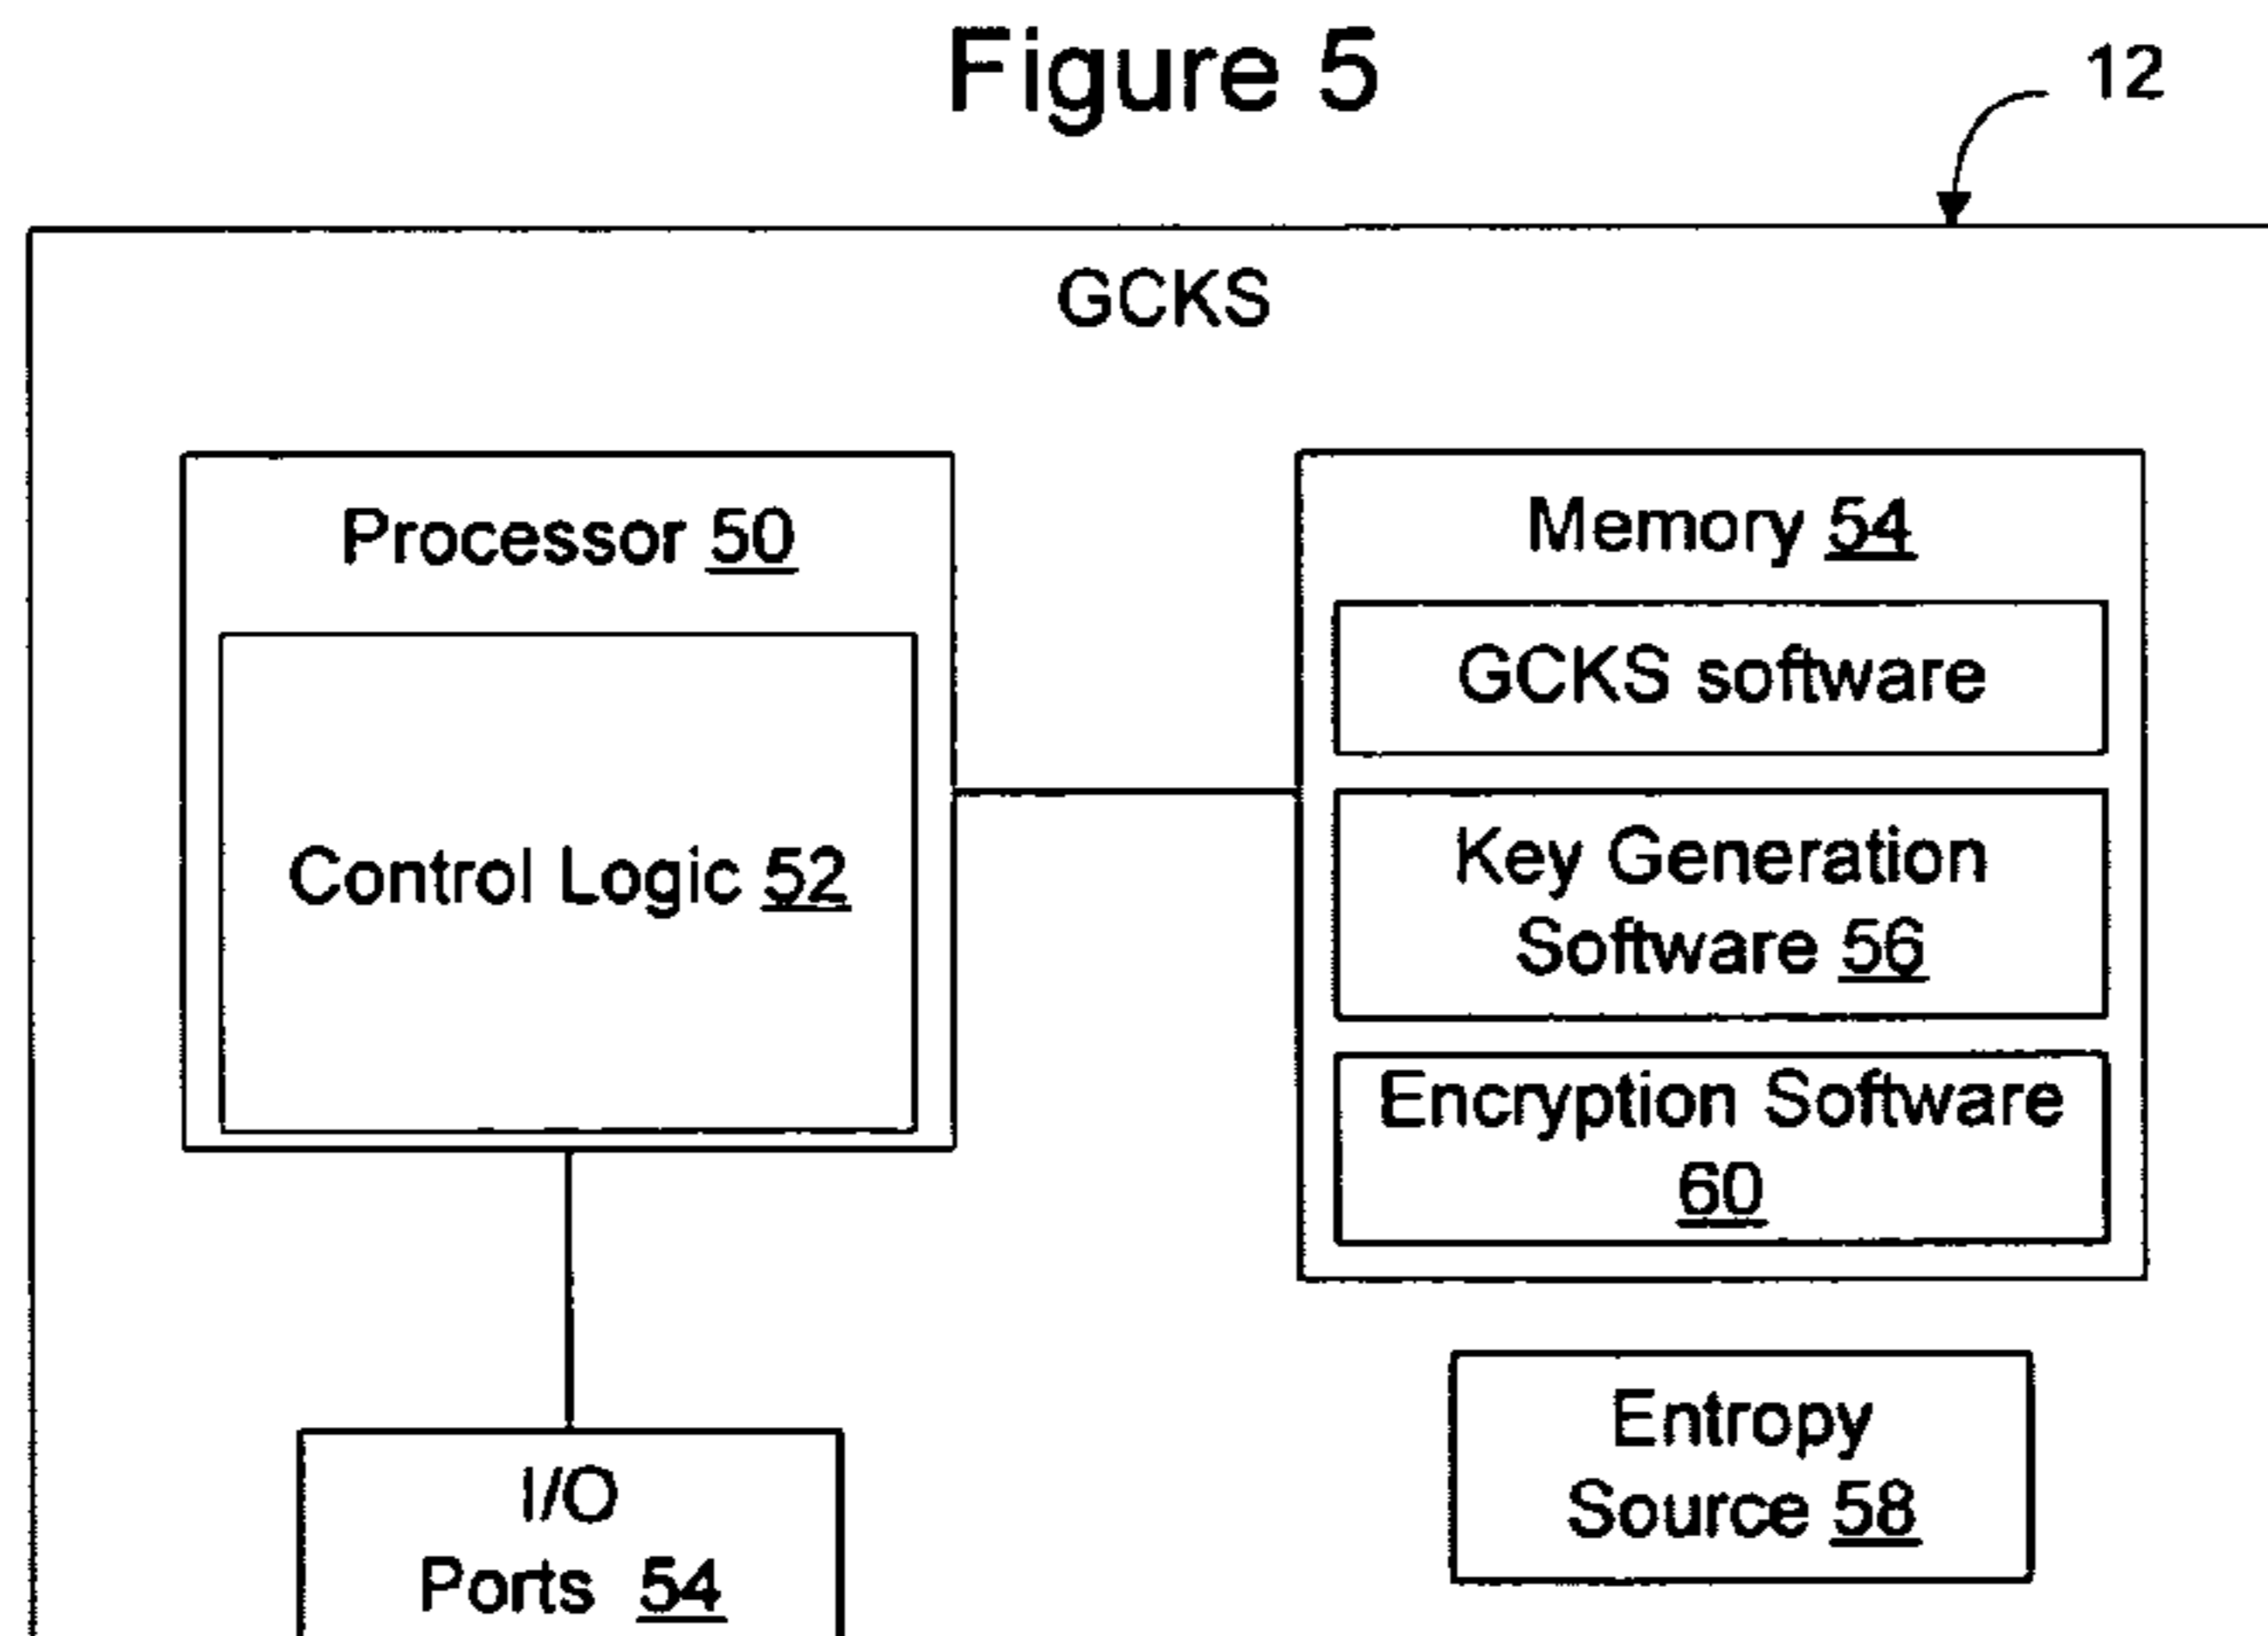 Figure 5
12
GCKS
Processor 50
Control Logic 52
Memory 54
GCKS software
Key Generation
Software 56
Encryption Software
60
I/O
Ports 54
Entropy
Source 58